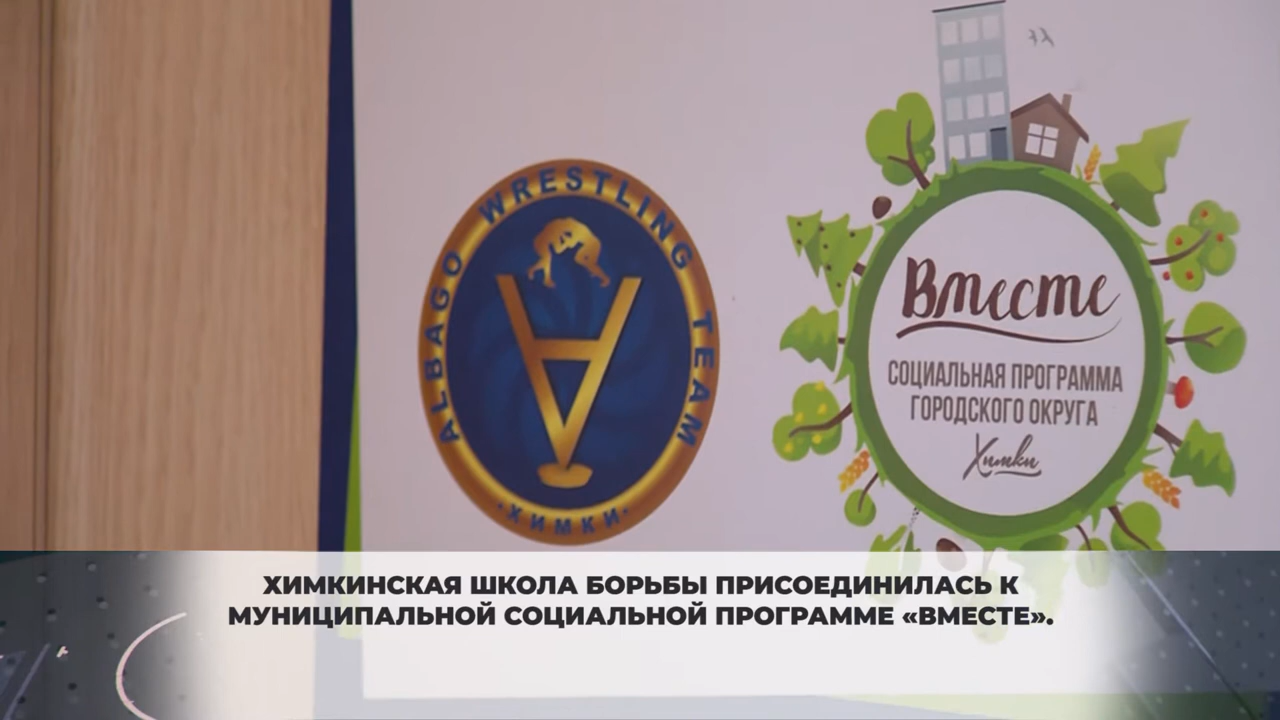 ALBAGO WRESTLING TEAM
•ХИМКИ•
Вместе
СОЦИАЛЬНАЯ ПРОГРАММА
ГОРОДСКОГО ОКРУГА
Химки
ХИМКИНСКАЯ ШКОЛА БОРЬБЫ ПРИСОЕДИНИЛАСЬ К
МУНИЦИПАЛЬНОЙ СОЦИАЛЬНОЙ ПРОГРАММЕ «ВМЕСТЕ».